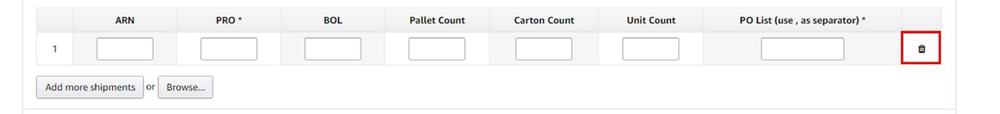 ARN PRO * BOL Pallet Count Carton Count Unit Count PO List (use , as separator) *
1
Add more shipments or Browse...